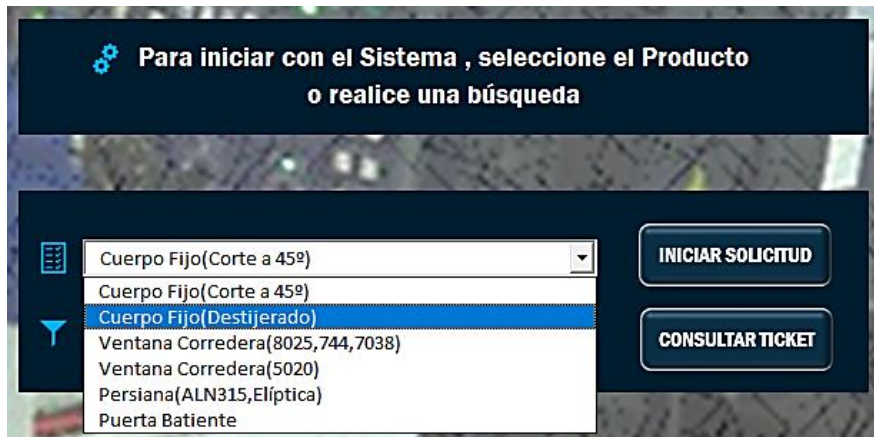 Para iniciar con el Sistema , seleccione el Producto
o realice una búsqueda
Cuerpo Fijo(Corte a 45º)
INICIAR SOLICITUD
Cuerpo Fijo(Corte a 45º)
Cuerpo Fijo(Destijerado)
Ventana Corredera(8025,744,7038)
CONSULTAR TICKET
Ventana Corredera(5020)
Persiana(ALN315,Elíptica)
Puerta Batiente